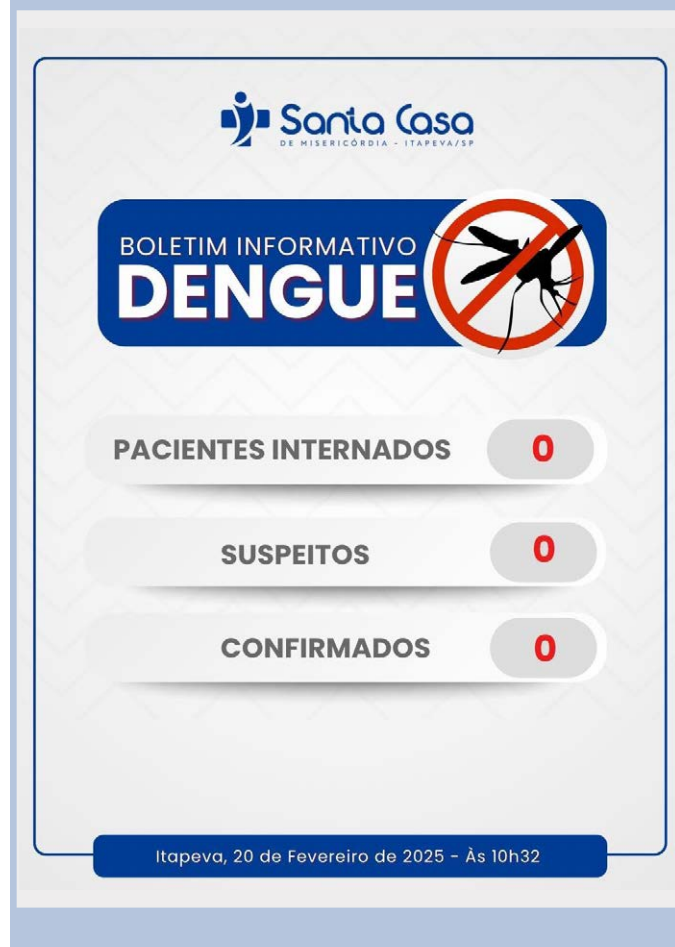 Santa Casa
DE MISERICÓRDIA - ITAPEVA/SP
BOLETIM INFORMATIVO
DENGUE
PACIENTES INTERNADOS 0
SUSPEITOS 0
CONFIRMADOS 0
Itapeva, 20 de Fevereiro de 2025 - Às 10h32